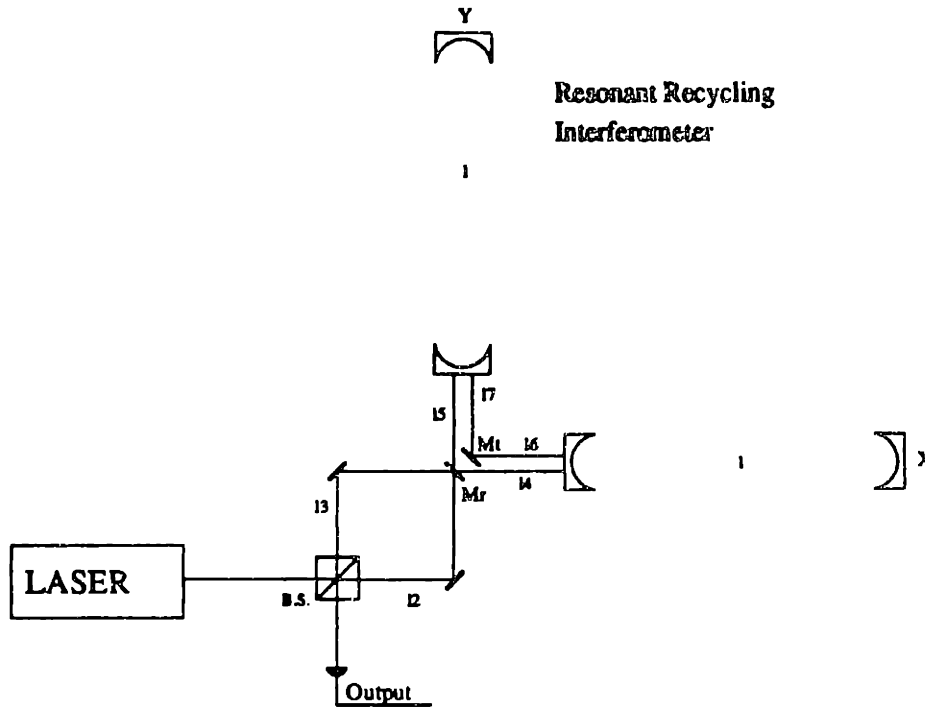 Y
Resonant Recycling
Interferometer
l
l7
l5
Mt
l6
l
X
l4
Mr
l3
LASER
B.S.
l2
Output